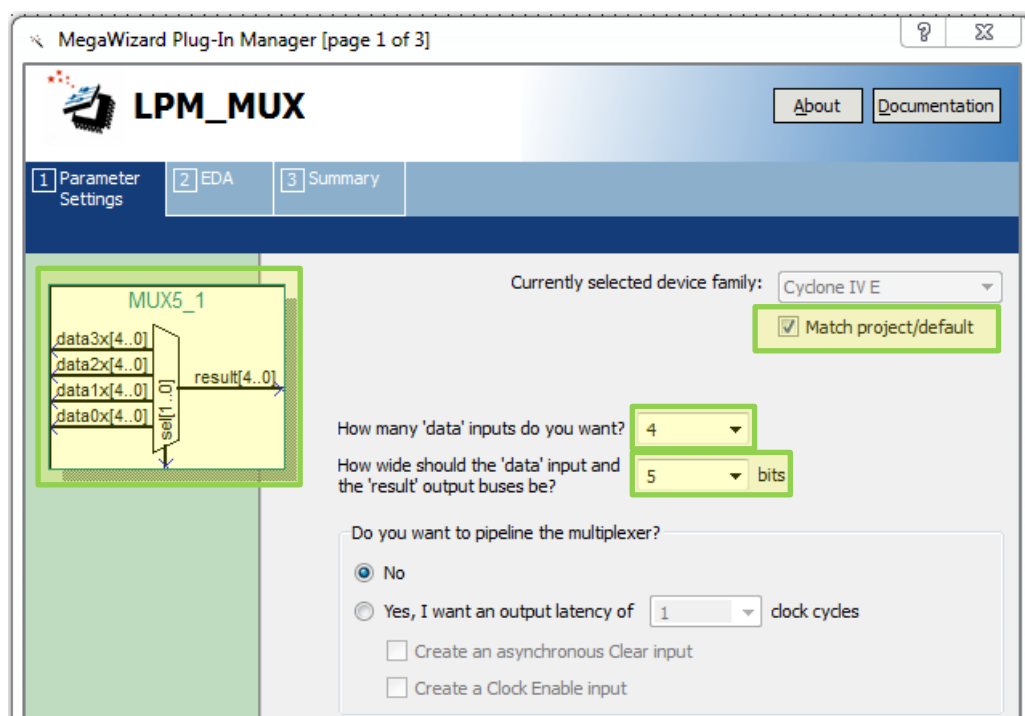 MegaWizard Plug-In Manager [page 1 of 3]
LPM_MUX
About
Documentation
1 Parameter Settings
2 EDA
3 Summary
MUX5_1
data3x[4..0]
data2x[4..0]
data1x[4..0]
data0x[4..0]
sel[1..0]
result[4..0]
Currently selected device family:
Cyclone IV E
Match project/default
How many 'data' inputs do you want?
4
How wide should the 'data' input and
the 'result' output buses be?
5
bits
Do you want to pipeline the multiplexer?
No
Yes, I want an output latency of
1
clock cycles
Create an asynchronous Clear input
Create a Clock Enable input